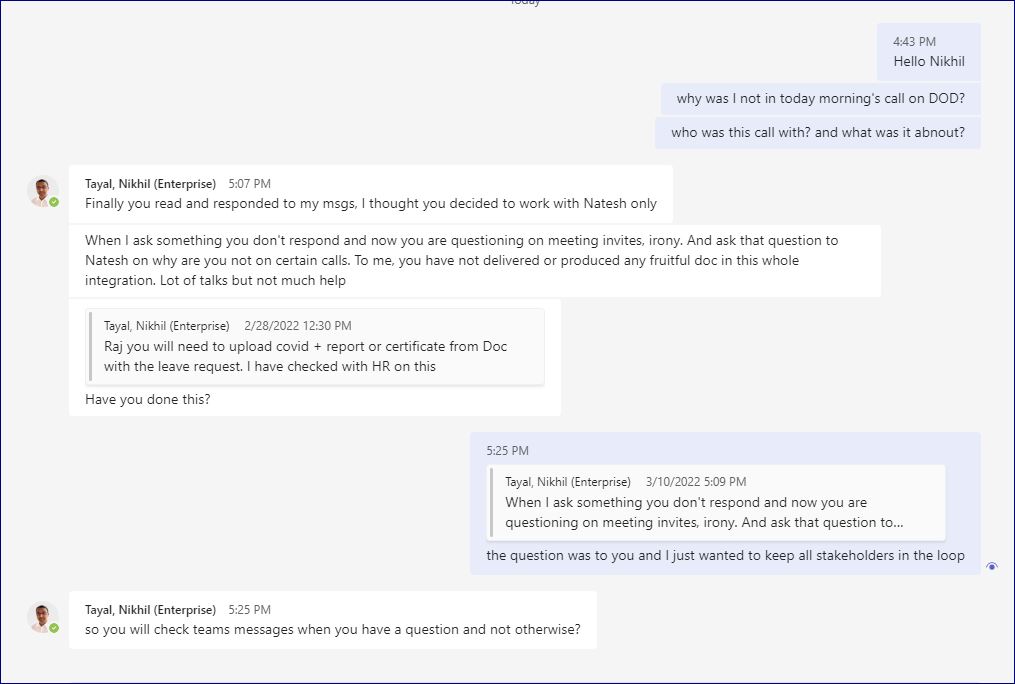 Today
4:43 PM
Hello Nikhil
why was I not in today morning's call on DOD?
who was this call with? and what was it abnout?
Tayal, Nikhil (Enterprise) 5:07 PM
Finally you read and responded to my msgs, I thought you decided to work with Natesh only
When I ask something you don't respond and now you are questioning on meeting invites, irony. And ask that question to
Natesh on why are you not on certain calls. To me, you have not delivered or produced any fruitful doc in this whole
integration. Lot of talks but not much help
Tayal, Nikhil (Enterprise) 2/28/2022 12:30 PM
Raj you will need to upload covid + report or certificate from Doc
with the leave request. I have checked with HR on this
Have you done this?
5:25 PM
Tayal, Nikhil (Enterprise) 3/10/2022 5:09 PM
When I ask something you don't respond and now you are
questioning on meeting invites, irony. And ask that question to...
the question was to you and I just wanted to keep all stakeholders in the loop
Tayal, Nikhil (Enterprise) 5:25 PM
so you will check teams messages when you have a question and not otherwise?